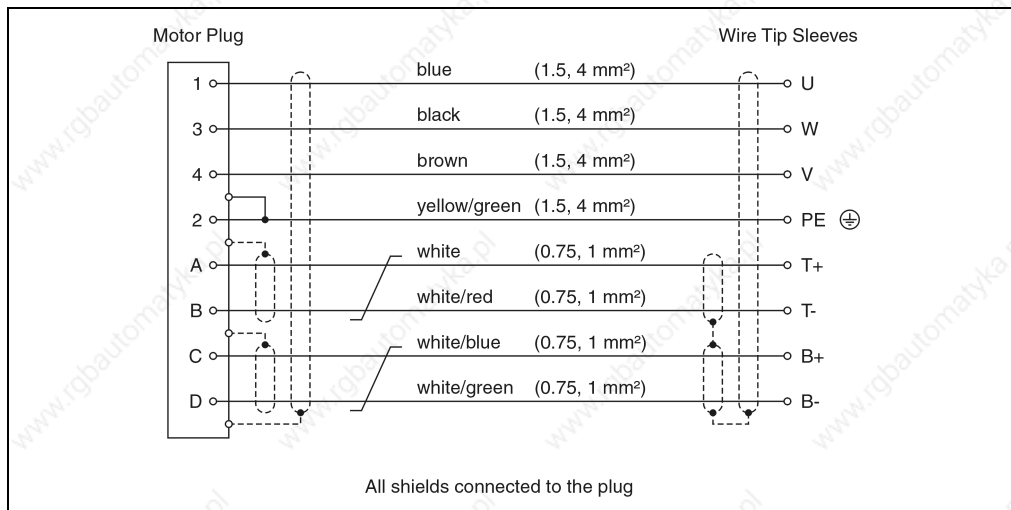 Motor Plug Wire Tip Sleeves
1 blue (1.5, 4 mm²) U
3 black (1.5, 4 mm²) W
4 brown (1.5, 4 mm²) V
2 yellow/green (1.5, 4 mm²) PE
A white (0.75, 1 mm²) T+
B white/red (0.75, 1 mm²) T-
C white/blue (0.75, 1 mm²) B+
D white/green (0.75, 1 mm²) B-
All shields connected to the plug
www.rgbautomatyka.pl